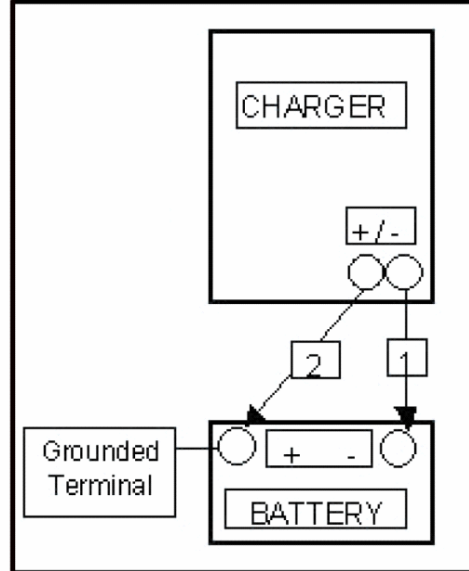 CHARGER
+ / -
2
1
Grounded
Terminal
+ -
BATTERY